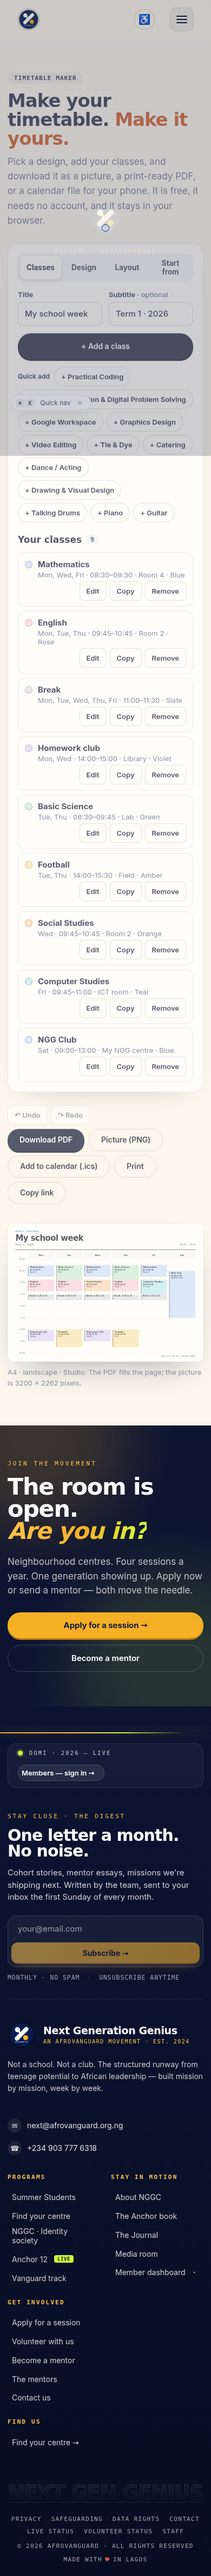 TIMETABLE MAKER
Make your
timetable. Make it
yours.
Pick a design, add your classes, and
download it as a picture, a print-ready PDF,
or a calendar file for your phone. It is free, it
needs no account, and it stays in your
browser.
Classes
Design
Layout
Start
from
Title
Subtitle · optional
My school week
Term 1 · 2026
+ Add a class
Quick add
+ Practical Coding
on & Digital Problem Solving
K Quick nav ×
+ Google Workspace
+ Graphics Design
+ Video Editing
+ Tie & Dye
+ Catering
+ Dance / Acting
+ Drawing & Visual Design
+ Talking Drums
+ Piano
+ Guitar
Your classes 9
Mathematics
Mon, Wed, Fri · 08:30–09:30 · Room 4 · Blue
Edit Copy Remove
English
Mon, Tue, Thu · 09:45–10:45 · Room 2 ·
Rose
Edit Copy Remove
Break
Mon, Tue, Wed, Thu, Fri · 11:00–11:30 · Slate
Edit Copy Remove
Homework club
Mon, Wed · 14:00–15:00 · Library · Violet
Edit Copy Remove
Basic Science
Tue, Thu · 08:30–09:45 · Lab · Green
Edit Copy Remove
Football
Tue, Thu · 14:00–15:30 · Field · Amber
Edit Copy Remove
Social Studies
Wed · 09:45–10:45 · Room 2 · Orange
Edit Copy Remove
Computer Studies
Fri · 09:45–11:00 · ICT room · Teal
Edit Copy Remove
NGG Club
Sat · 09:00–13:00 · My NGG centre · Blue
Edit Copy Remove
↶ Undo
↷ Redo
Download PDF
Picture (PNG)
Add to calendar (.ics)
Print
Copy link
My school week
A4 · landscape · Studio. The PDF fills the page; the picture
is 3200 × 2262 pixels.
JOIN THE MOVEMENT
The room is
open.
Are you in?
Neighbourhood centres. Four sessions a
year. One generation showing up. Apply now
or send a mentor — both move the needle.
Apply for a session →
Become a mentor
DOMI · 2026 — LIVE
Members — sign in →
STAY CLOSE · THE DIGEST
One letter a month.
No noise.
Cohort stories, mentor essays, missions we're
shipping next. Written by the team, sent to your
inbox the first Sunday of every month.
your@email.com
Subscribe →
MONTHLY · NO SPAM · UNSUBSCRIBE ANYTIME
Next Generation Genius
AN AFROVANGUARD MOVEMENT · EST. 2024
Not a school. Not a club. The structured runway from
teenage potential to African leadership — built mission
by mission, week by week.
next@afrovanguard.org.ng
+234 903 777 6318
PROGRAMS
Summer Students
Find your centre
NGGC · Identity
society
Anchor 12 LIVE
Vanguard track
STAY IN MOTION
About NGGC
The Anchor book
The Journal
Media room
Member dashboard
GET INVOLVED
Apply for a session
Volunteer with us
Become a mentor
The mentors
Contact us
FIND US
Find your centre →
NEXT GEN GENIUS
PRIVACY SAFEGUARDING DATA RIGHTS CONTACT
LIVE STATUS VOLUNTEER STATUS STAFF
© 2026 AFROVANGUARD · ALL RIGHTS RESERVED
MADE WITH ♥ IN LAGOS